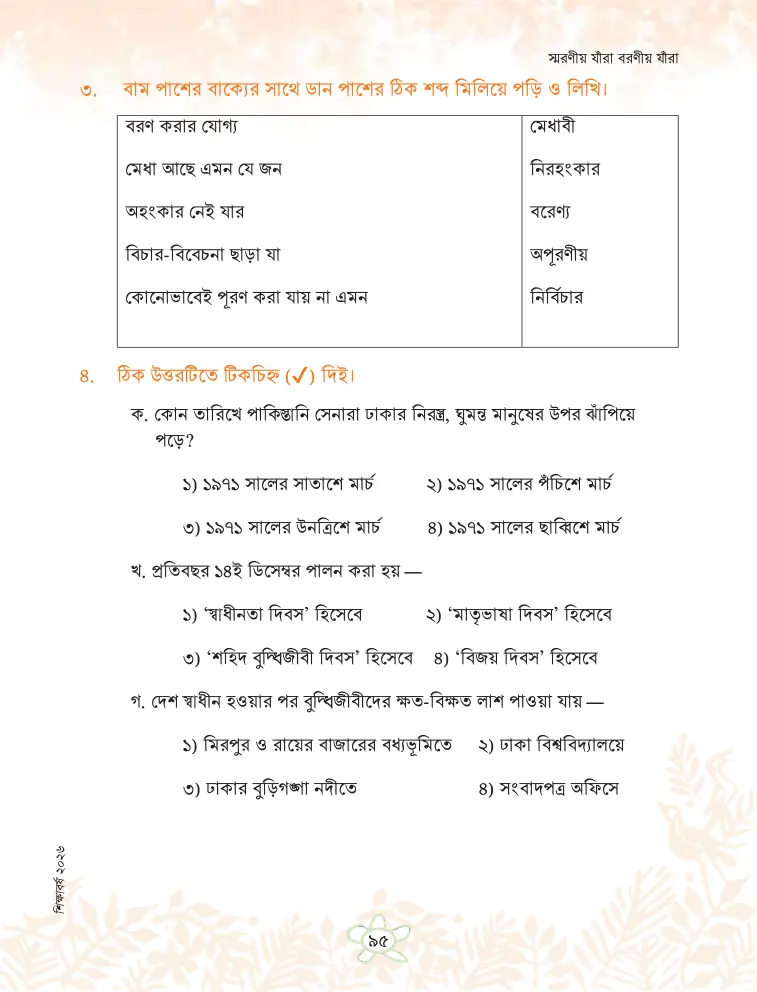 স্মরণীয় যাঁরা বরণীয় যাঁরা
৩. বাম পাশের বাক্যের সাথে ডান পাশের ঠিক শব্দ মিলিয়ে পড়ি ও লিখি।
বরণ করার যোগ্য মেধাবী
মেধা আছে এমন যে জন নিরহংকার
অহংকার নেই যার বরেণ্য
বিচার-বিবেচনা ছাড়া যা অপূরণীয়
কোনোভাবেই পূরণ করা যায় না এমন নির্বিচার
৪. ঠিক উত্তরটিতে টিকচিহ্ন (✓) দিই।
ক. কোন তারিখে পাকিস্তানি সেনারা ঢাকার নিরস্ত্র, ঘুমন্ত মানুষের উপর ঝাঁপিয়ে
পড়ে?
১) ১৯৭১ সালের সাতাশে মার্চ ২) ১৯৭১ সালের পঁচিশে মার্চ
৩) ১৯৭১ সালের উনত্রিশে মার্চ ৪) ১৯৭১ সালের ছাব্বিশে মার্চ
খ. প্রতিবছর ১৪ই ডিসেম্বর পালন করা হয় —
১) ‘স্বাধীনতা দিবস’ হিসেবে ২) ‘মাতৃভাষা দিবস’ হিসেবে
৩) ‘শহিদ বুদ্ধিজীবী দিবস’ হিসেবে ৪) ‘বিজয় দিবস’ হিসেবে
গ. দেশ স্বাধীন হওয়ার পর বুদ্ধিজীবীদের ক্ষত-বিক্ষত লাশ পাওয়া যায় —
১) মিরপুর ও রায়ের বাজারের বধ্যভূমিতে ২) ঢাকা বিশ্ববিদ্যালয়ে
৩) ঢাকার বুড়িগঙ্গা নদীতে ৪) সংবাদপত্র অফিসে
শিক্ষাবর্ষ ২০২৬
৯৫